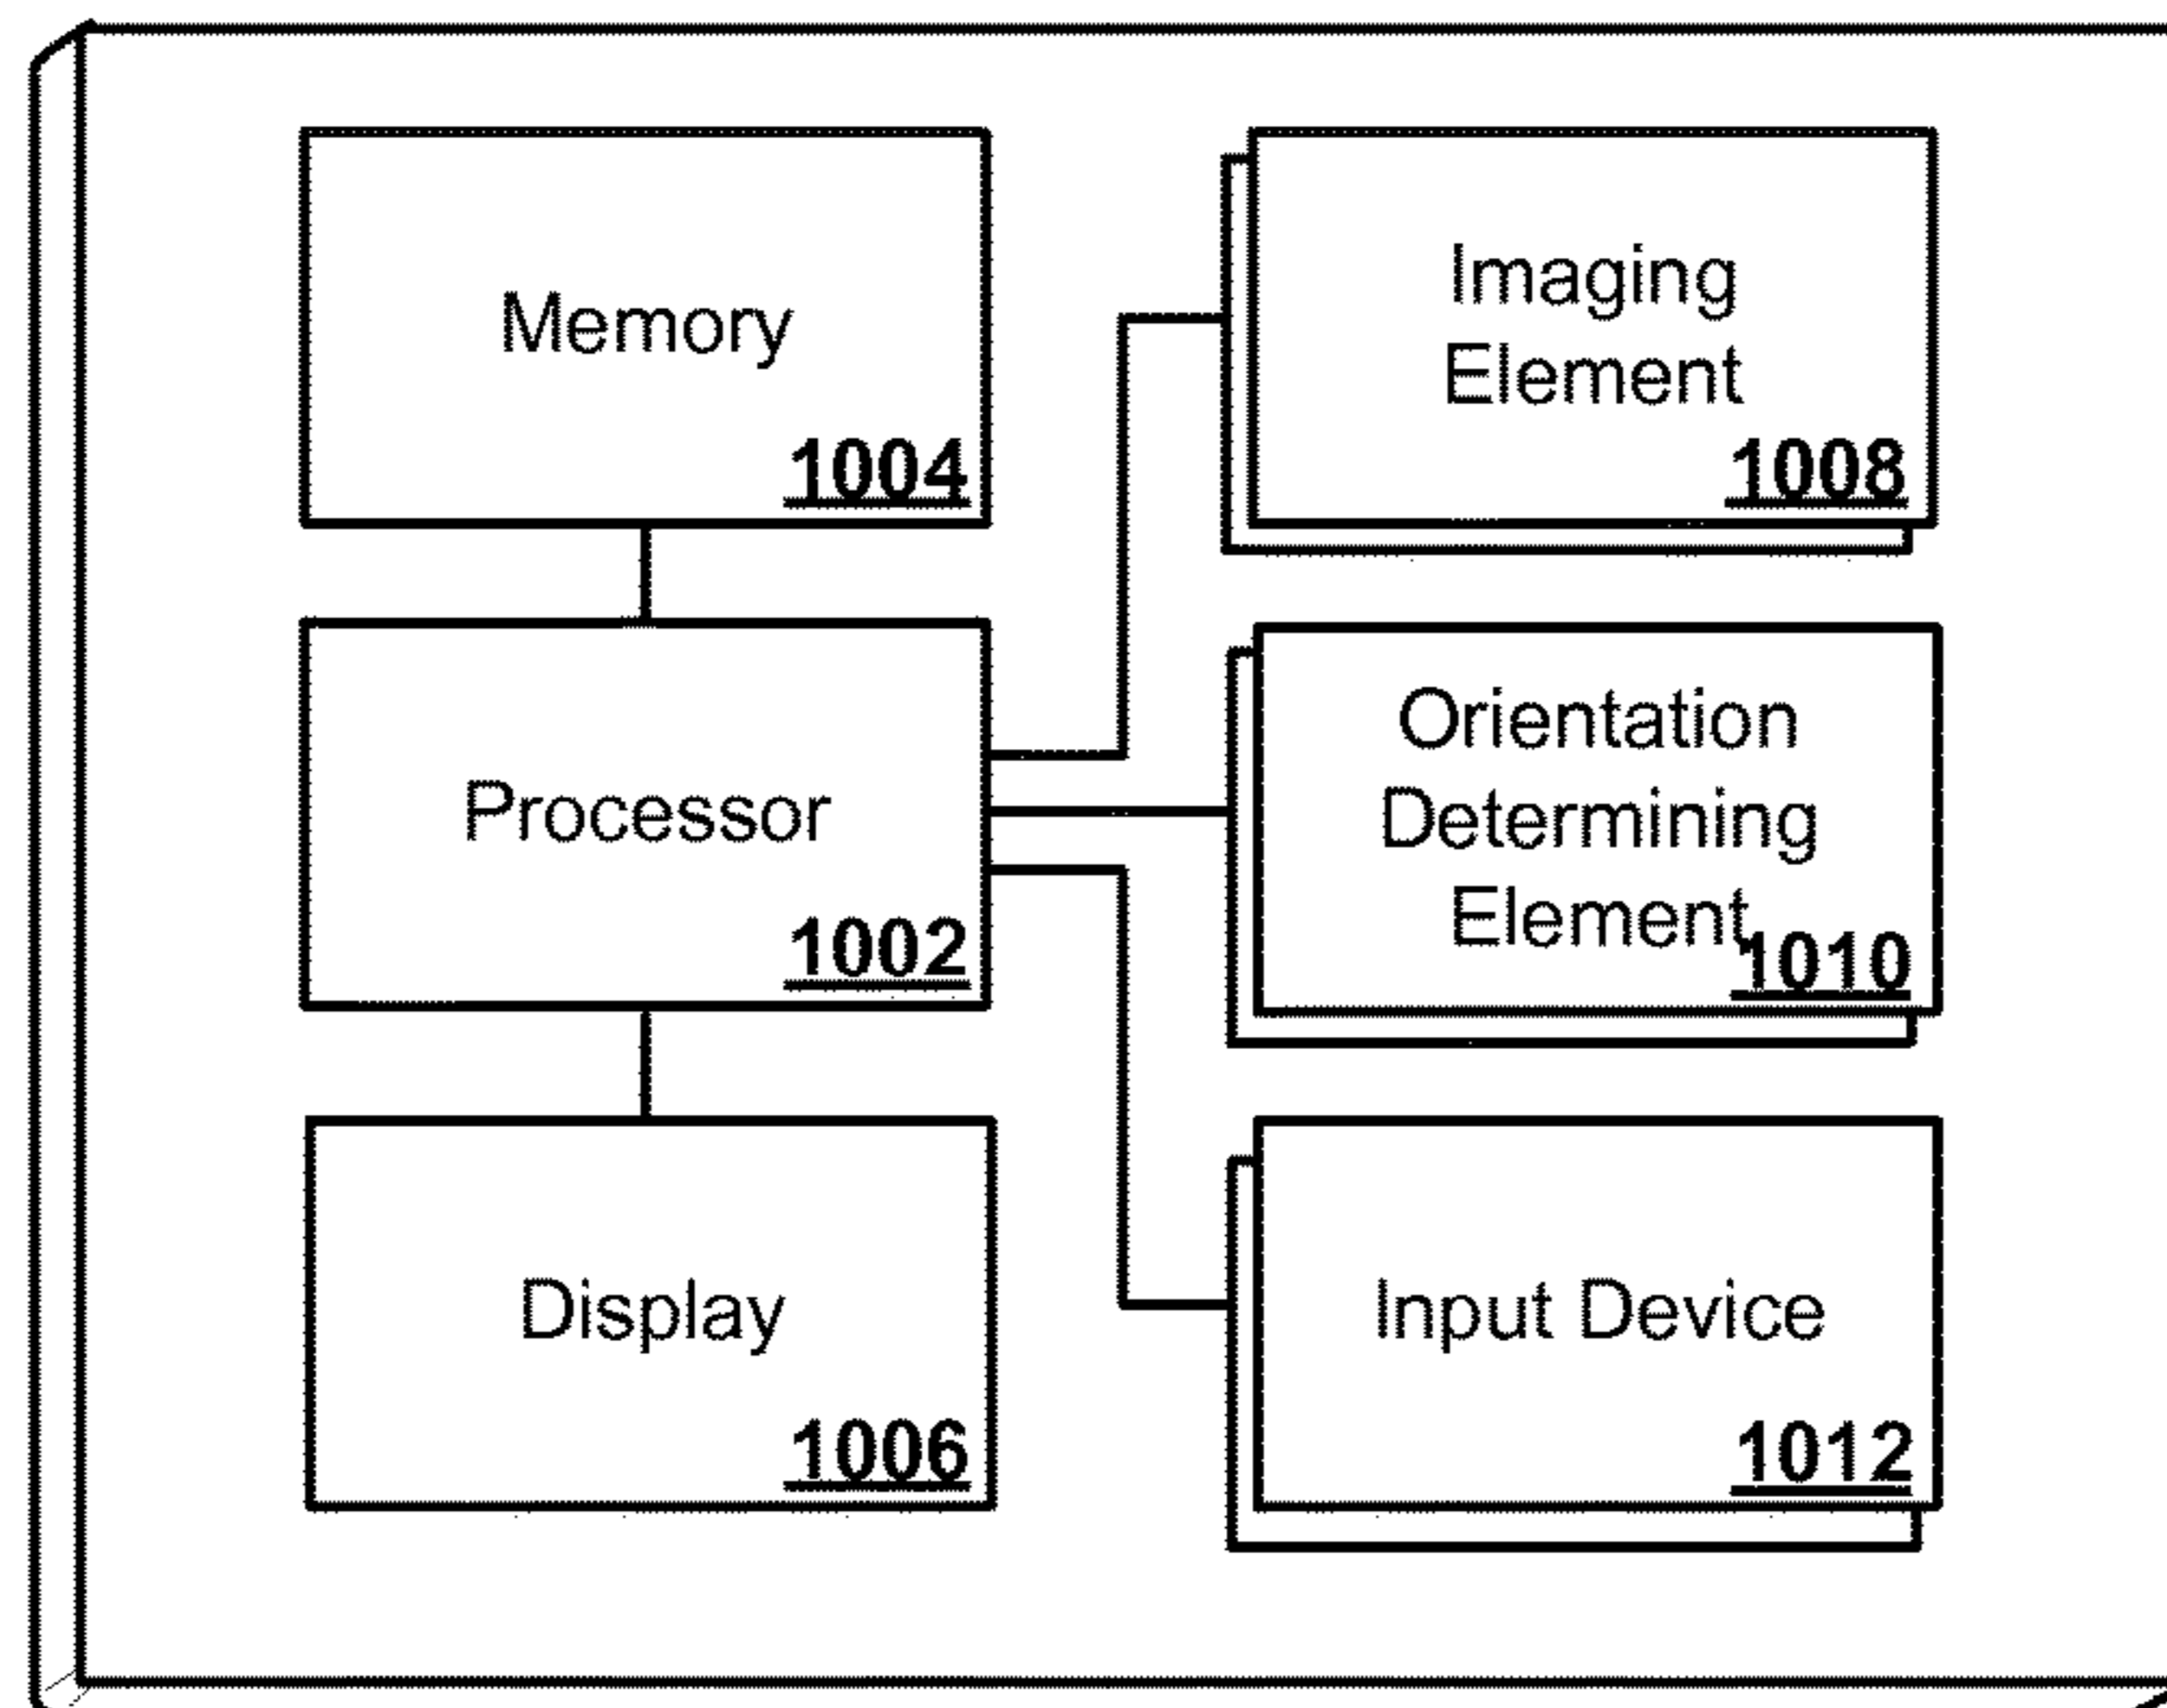 Memory
1004
Imaging
Element
1008
Processor
1002
Orientation
Determining
Element
1010
Display
1006
Input Device
1012